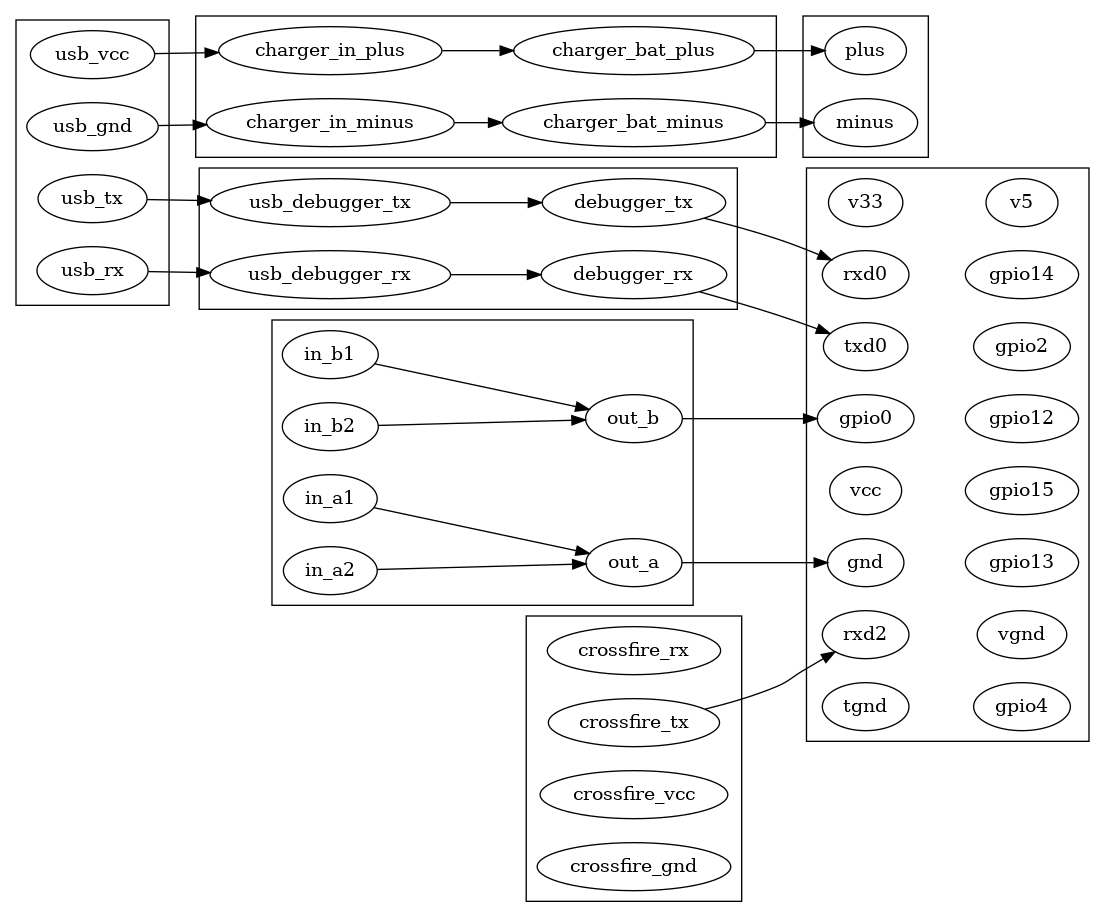 usb_vcc
usb_gnd
usb_tx
usb_rx
charger_in_plus
charger_bat_plus
charger_in_minus
charger_bat_minus
plus
minus
usb_debugger_tx
debugger_tx
usb_debugger_rx
debugger_rx
in_b1
in_b2
in_a1
in_a2
out_b
out_a
crossfire_rx
crossfire_tx
crossfire_vcc
crossfire_gnd
v33
v5
rxd0
gpio14
txd0
gpio2
gpio0
gpio12
vcc
gpio15
gnd
gpio13
rxd2
vgnd
tgnd
gpio4